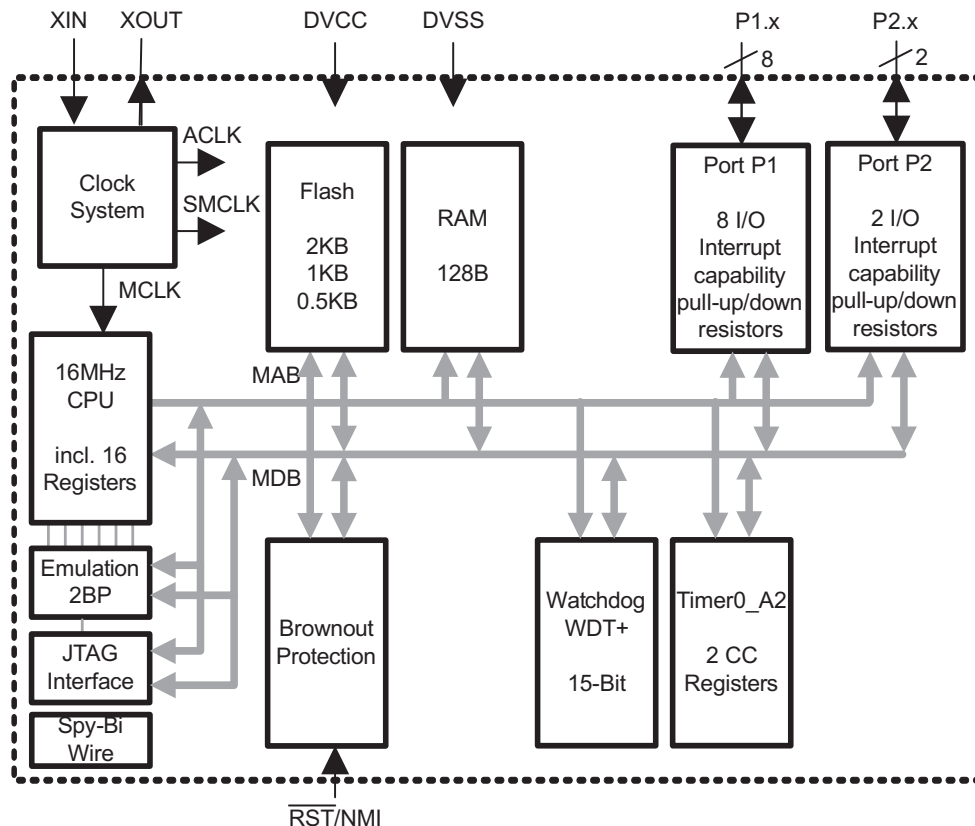 XIN XOUT DVCC DVSS P1.x P2.x
8 2
ACLK
Clock
System
SMCLK
MCLK
Flash
2KB
1KB
0.5KB
RAM
128B
Port P1
8 I/O
Interrupt
capability
pull-up/down
resistors
Port P2
2 I/O
Interrupt
capability
pull-up/down
resistors
16MHz
CPU
incl. 16
Registers
MAB
MDB
Emulation
2BP
JTAG
Interface
Spy-Bi
Wire
Brownout
Protection
Watchdog
WDT+
15-Bit
Timer0_A2
2 CC
Registers
RST/NMI